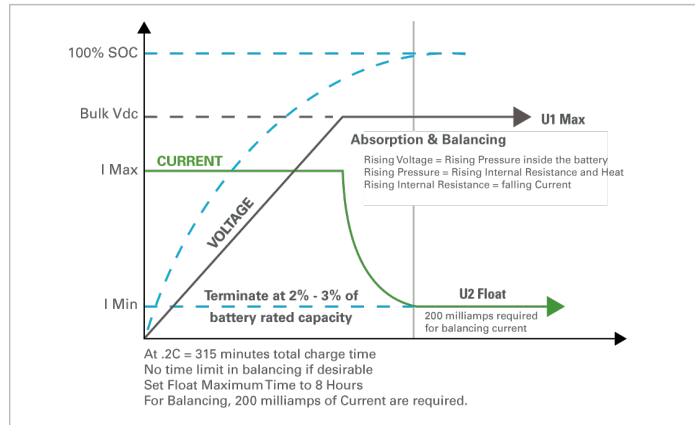 100% SOC
Bulk Vdc
U1 Max
Absorption & Balancing
Rising Voltage = Rising Pressure inside the battery
Rising Pressure = Rising Internal Resistance and Heat
Rising Internal Resistance = falling Current
I Max
CURRENT
VOLTAGE
I Min
Terminate at 2% - 3% of
battery rated capacity
U2 Float
200 milliamps required
for balancing current
At .2C = 315 minutes total charge time
No time limit in balancing if desirable
Set Float Maximum Time to 8 Hours
For Balancing, 200 milliamps of Current are required.